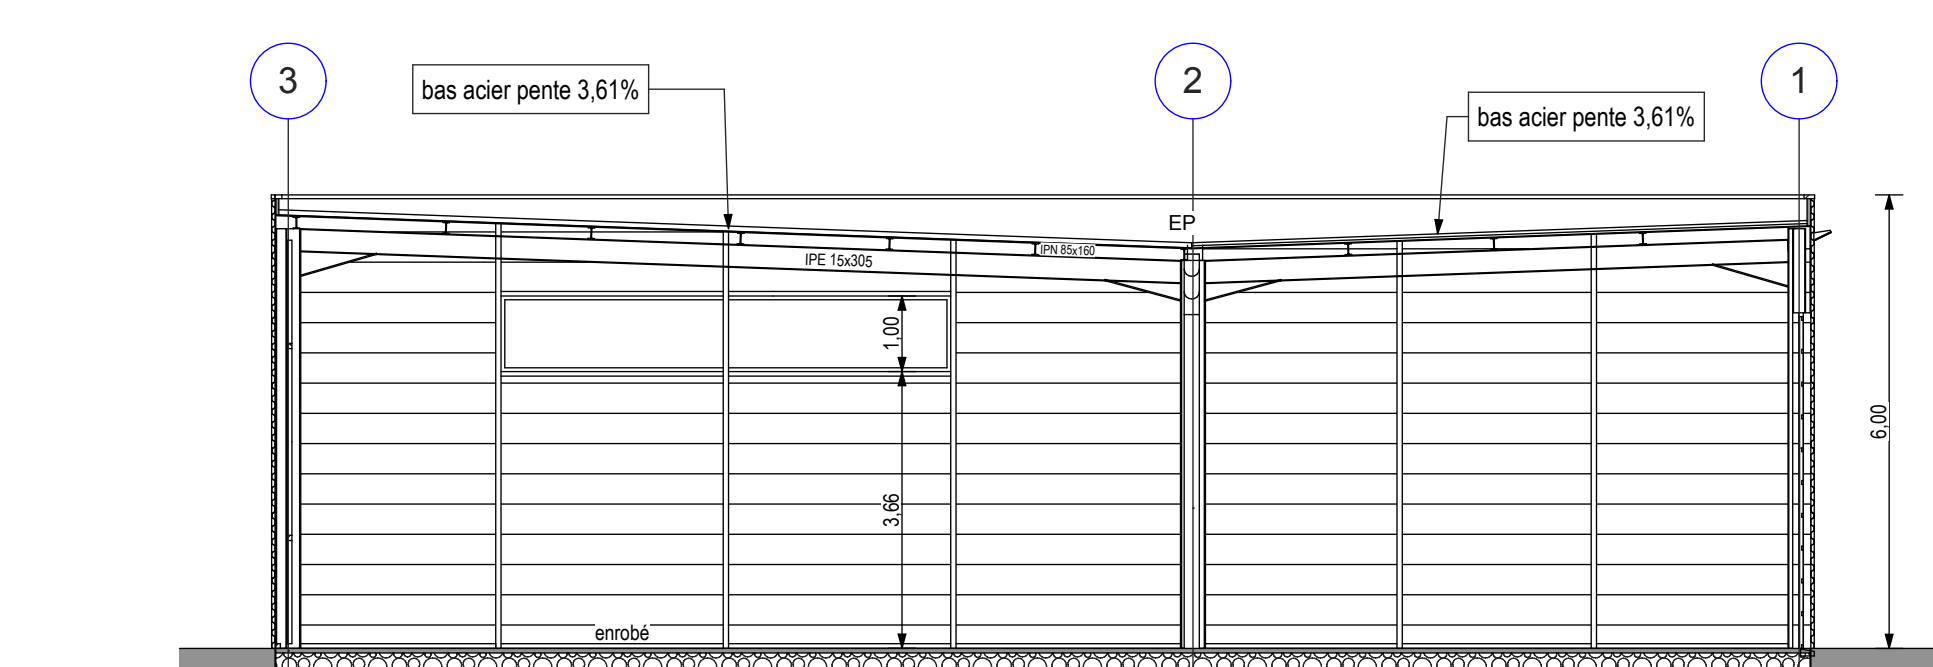 3
2
1
bas acier pente 3,61%
bas acier pente 3,61%
EP
IPN 85x160
IPE 15x305
1,00
6,00
3,66
enrobé